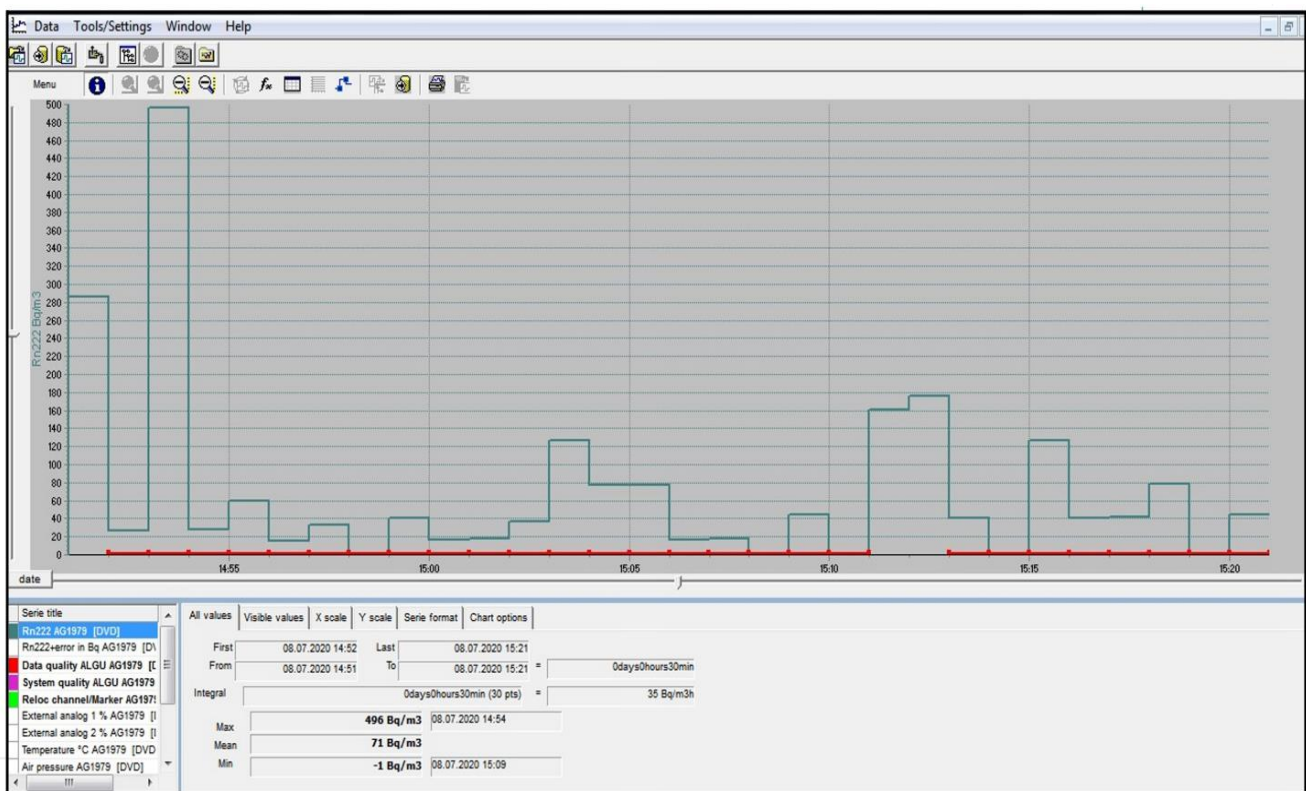 Data Tools/Settings Window Help
Menu
500
480
460
440
420
400
380
360
340
320
300
280
260
240
220
200
180
160
140
120
100
80
60
40
20
0
Rn222 Bq/m3
14:55 15:00 15:05 15:10 15:15 15:20
date
Serie title
Rn222 AG1979 [DVD]
Rn222+error in Bq AG1979 [D\
Data quality ALGU AG1979 [D
System quality ALGU AG1979
Reloc channel/Marker AG197!
External analog 1 % AG1979 [I
External analog 2 % AG1979 [I
Temperature °C AG1979 [DVD
Air pressure AG1979 [DVD]
All values Visible values X scale Y scale Serie format Chart options
First 08.07.2020 14:52 Last 08.07.2020 15:21
From 08.07.2020 14:51 To 08.07.2020 15:21 = 0days0hours30min
Integral 0days0hours30min (30 pts) = 35 Bq/m3h
Max 496 Bq/m3 08.07.2020 14:54
Mean 71 Bq/m3
Min -1 Bq/m3 08.07.2020 15:09